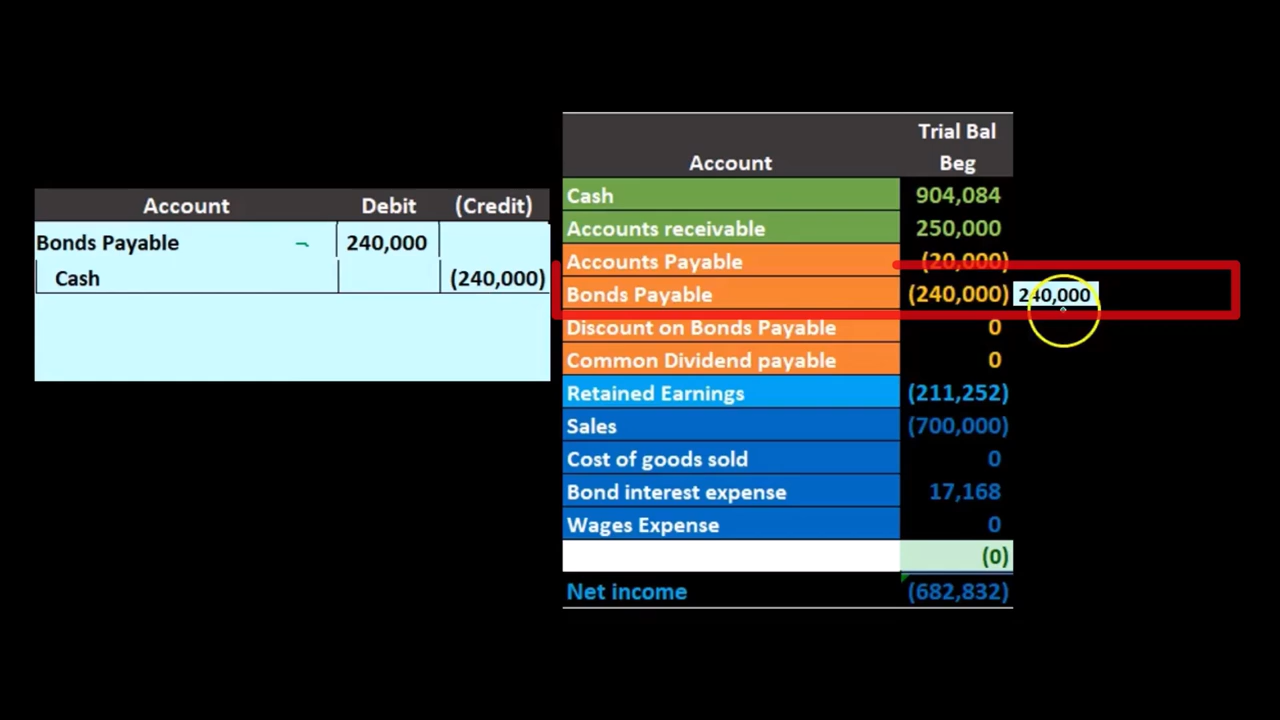 Account Debit (Credit)
Bonds Payable 240,000
Cash (240,000)
Trial Bal
Account Beg
Cash 904,084
Accounts receivable 250,000
Accounts Payable (20,000)
Bonds Payable (240,000) 240,000
Discount on Bonds Payable 0
Common Dividend payable 0
Retained Earnings (211,252)
Sales (700,000)
Cost of goods sold 0
Bond interest expense 17,168
Wages Expense 0
(0)
Net income (682,832)